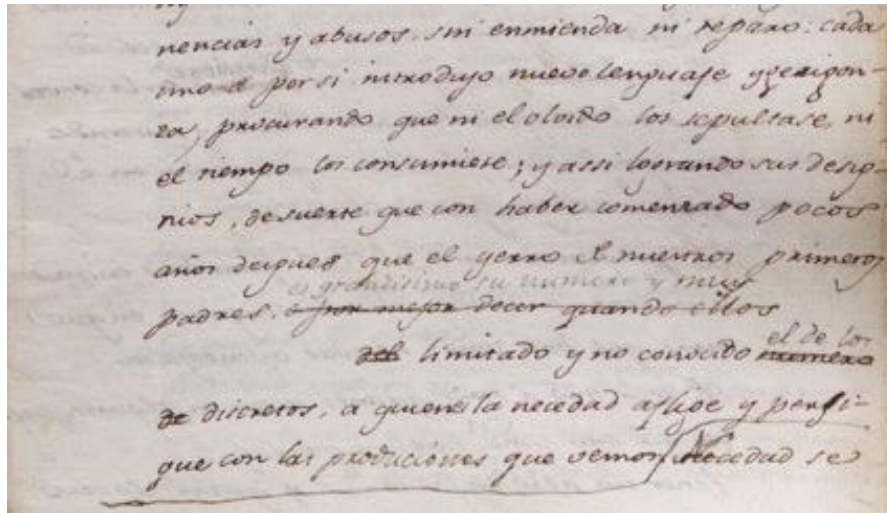 nencias y abusos sin enmienda ni reparo: cada
uno de por si introdujo nuevo lenguaje y gerigon-
za, procurando que ni el olvido los sepultase, ni
el tiempo los consumiese; y assi logrando sus desig-
nios, de suerte que con haber comenzado pocos
años despues que el yerro de nuestros primeros
es grandisimo su numero y muy
padres. o por mejor decir quando ellos
limitado y no conocido el de los
numero
de discretos, a quienes la necedad aflige y persi-
gue con las produciones que vemos. Necedad se